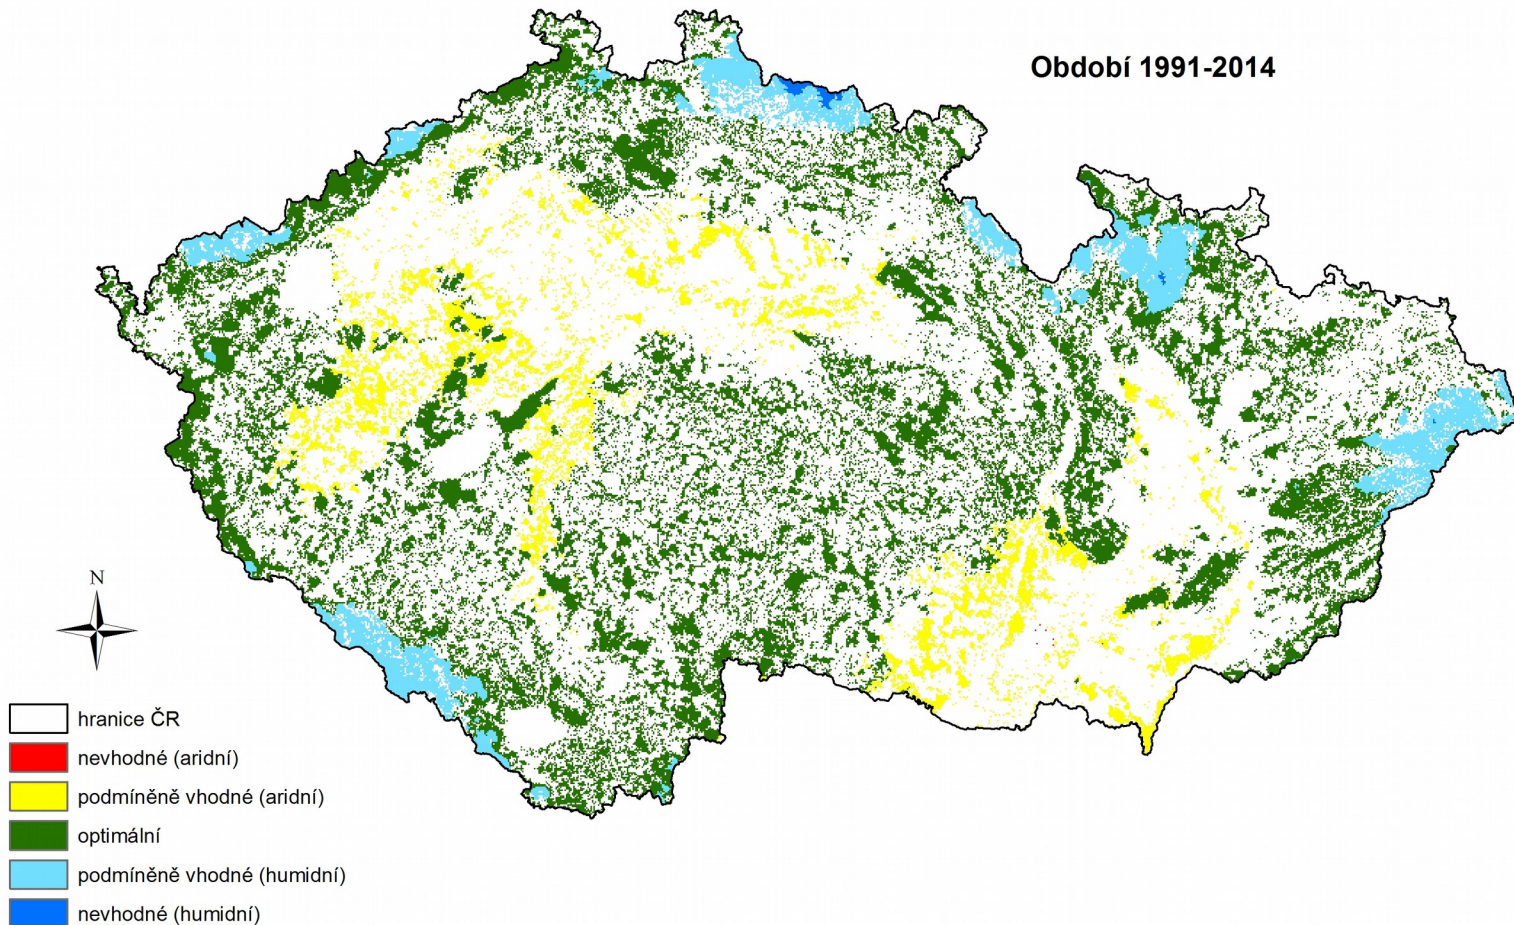 Období 1991-2014
N
hranice ČR
nevhodné (aridní)
podmíněně vhodné (aridní)
optimální
podmíněně vhodné (humidní)
nevhodné (humidní)